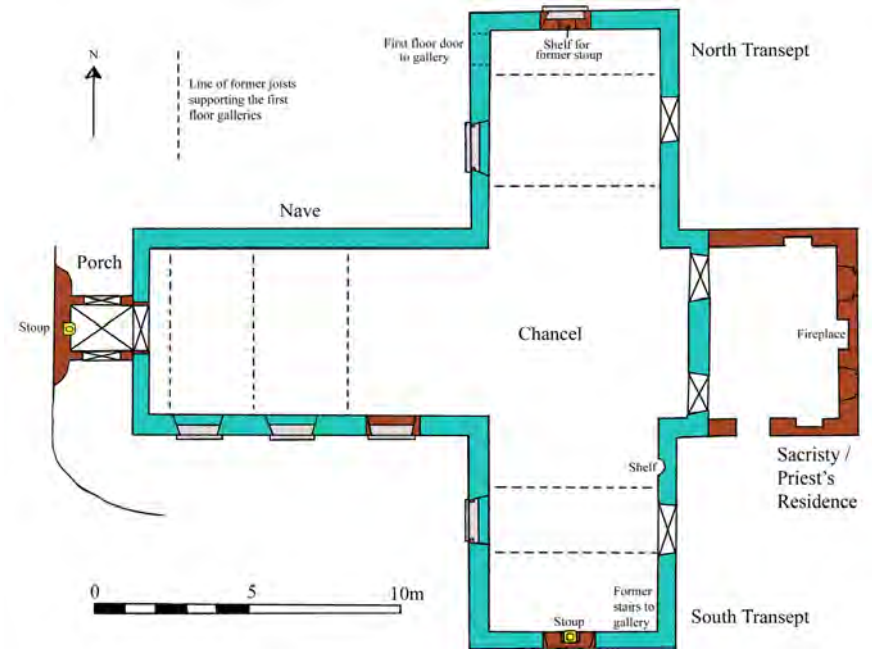 N
Line of former joists
supporting the first
floor galleries
First floor door
to gallery
Shelf for
former stoup
North Transept
Nave
Porch
Stoup
Chancel
Fireplace
Shelf
Sacristy /
Priest's
Residence
0
5
10m
Former
stairs to
gallery
Stoup
South Transept